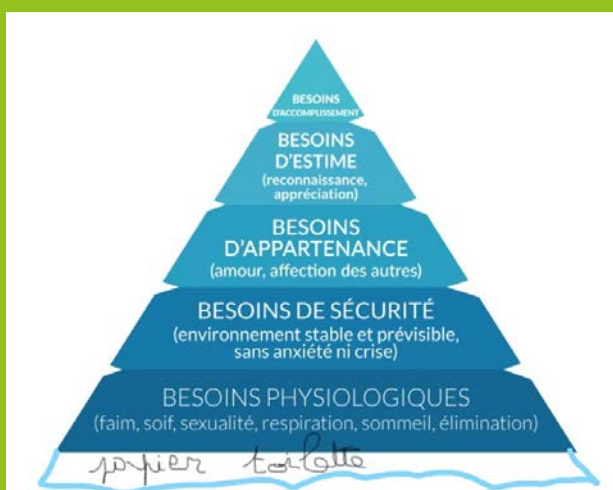 BESOINS
D'ACCOMPLISSEMENT
BESOINS
D'ESTIME
(reconnaissance,
appréciation)
BESOINS
D'APPARTENANCE
(amour, affection des autres)
BESOINS DE SÉCURITÉ
(environnement stable et prévisible,
sans anxiété ni crise)
BESOINS PHYSIOLOGIQUES
(faim, soif, sexualité, respiration, sommeil, élimination)
papier toilette